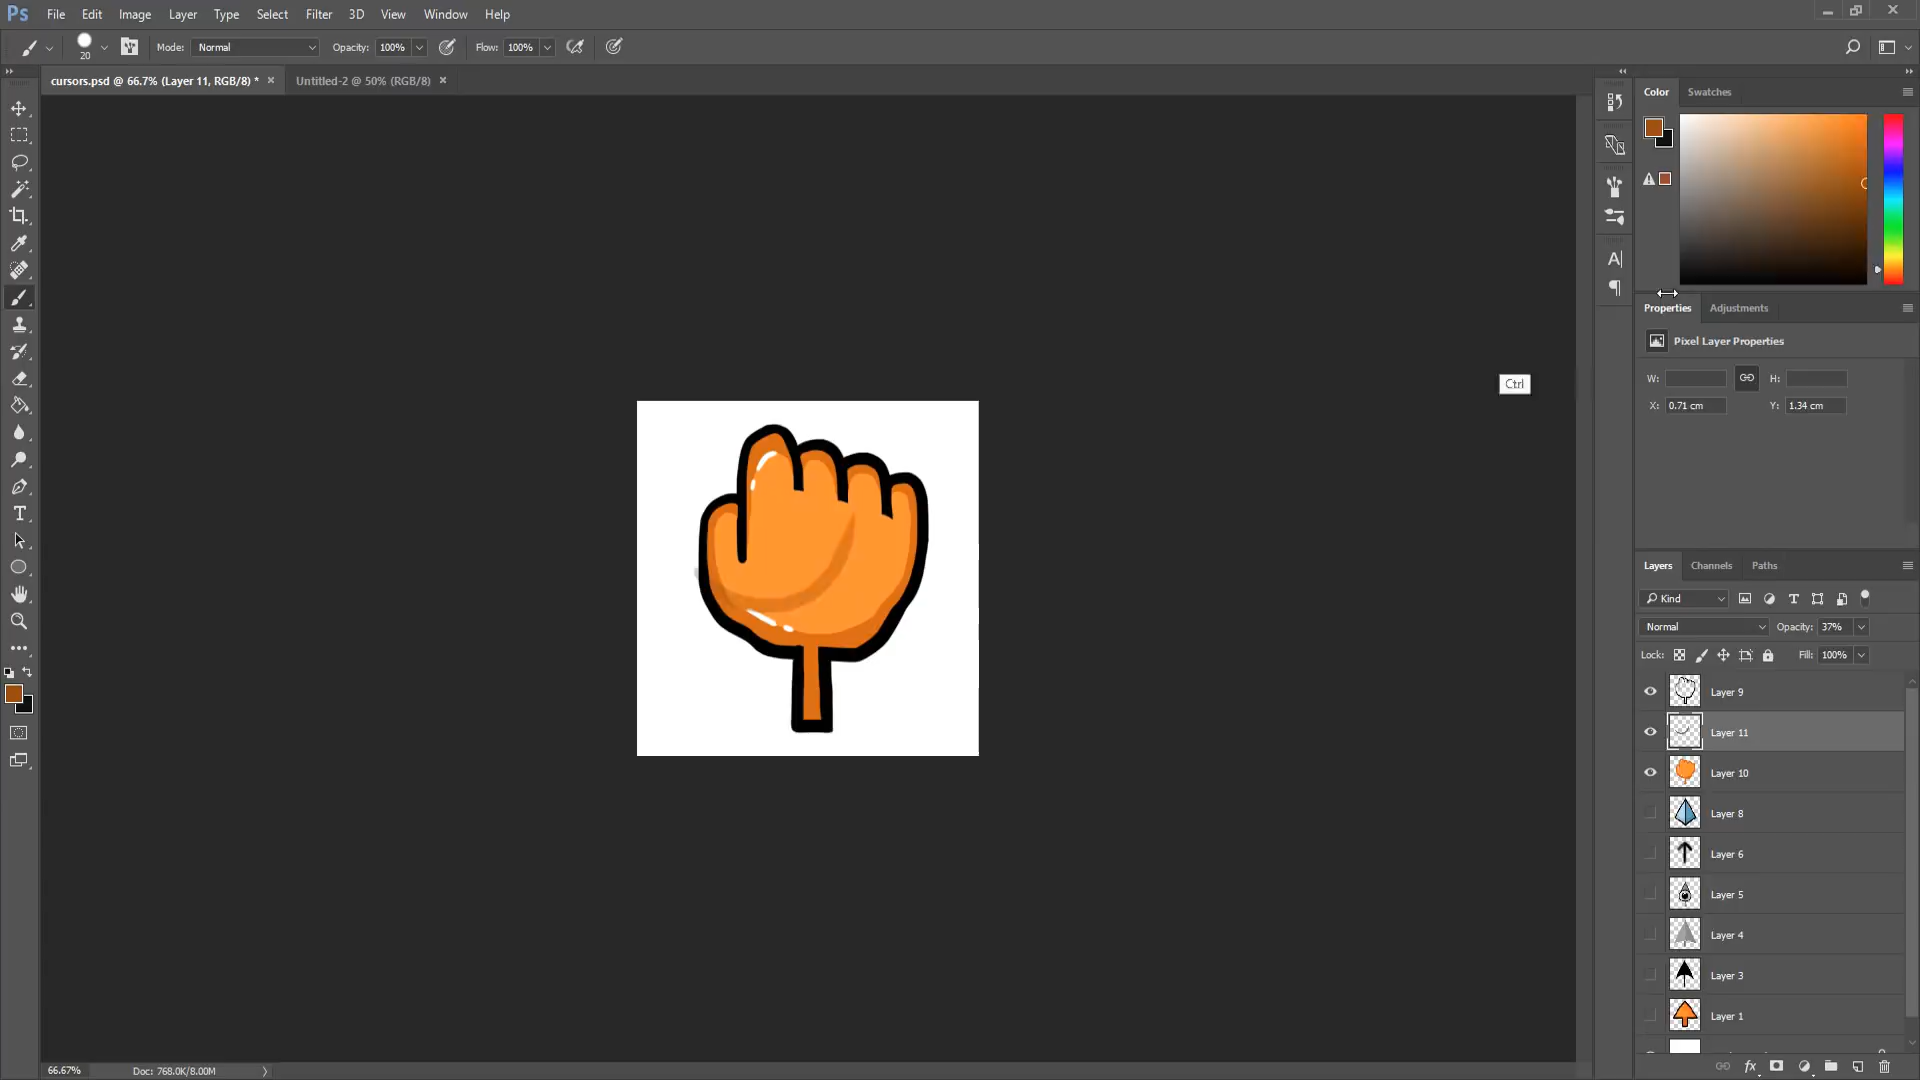 Ps File Edit Image Layer Type Select Filter 3D View Window Help
20 Mode: Normal Opacity: 100% Flow: 100%
cursors.psd @ 66.7% (Layer 11, RGB/8) * × Untitled-2 @ 50% (RGB/8) ×
Color Swatches
Properties Adjustments
Pixel Layer Properties
W: H:
X: 0.71 cm Y: 1.34 cm
Ctrl
Layers Channels Paths
Kind
Normal Opacity: 37%
Lock: Fill: 100%
Layer 9
Layer 11
Layer 10
Layer 8
Layer 6
Layer 5
Layer 4
Layer 3
Layer 1
66.67% Doc: 768.0K/8.00M